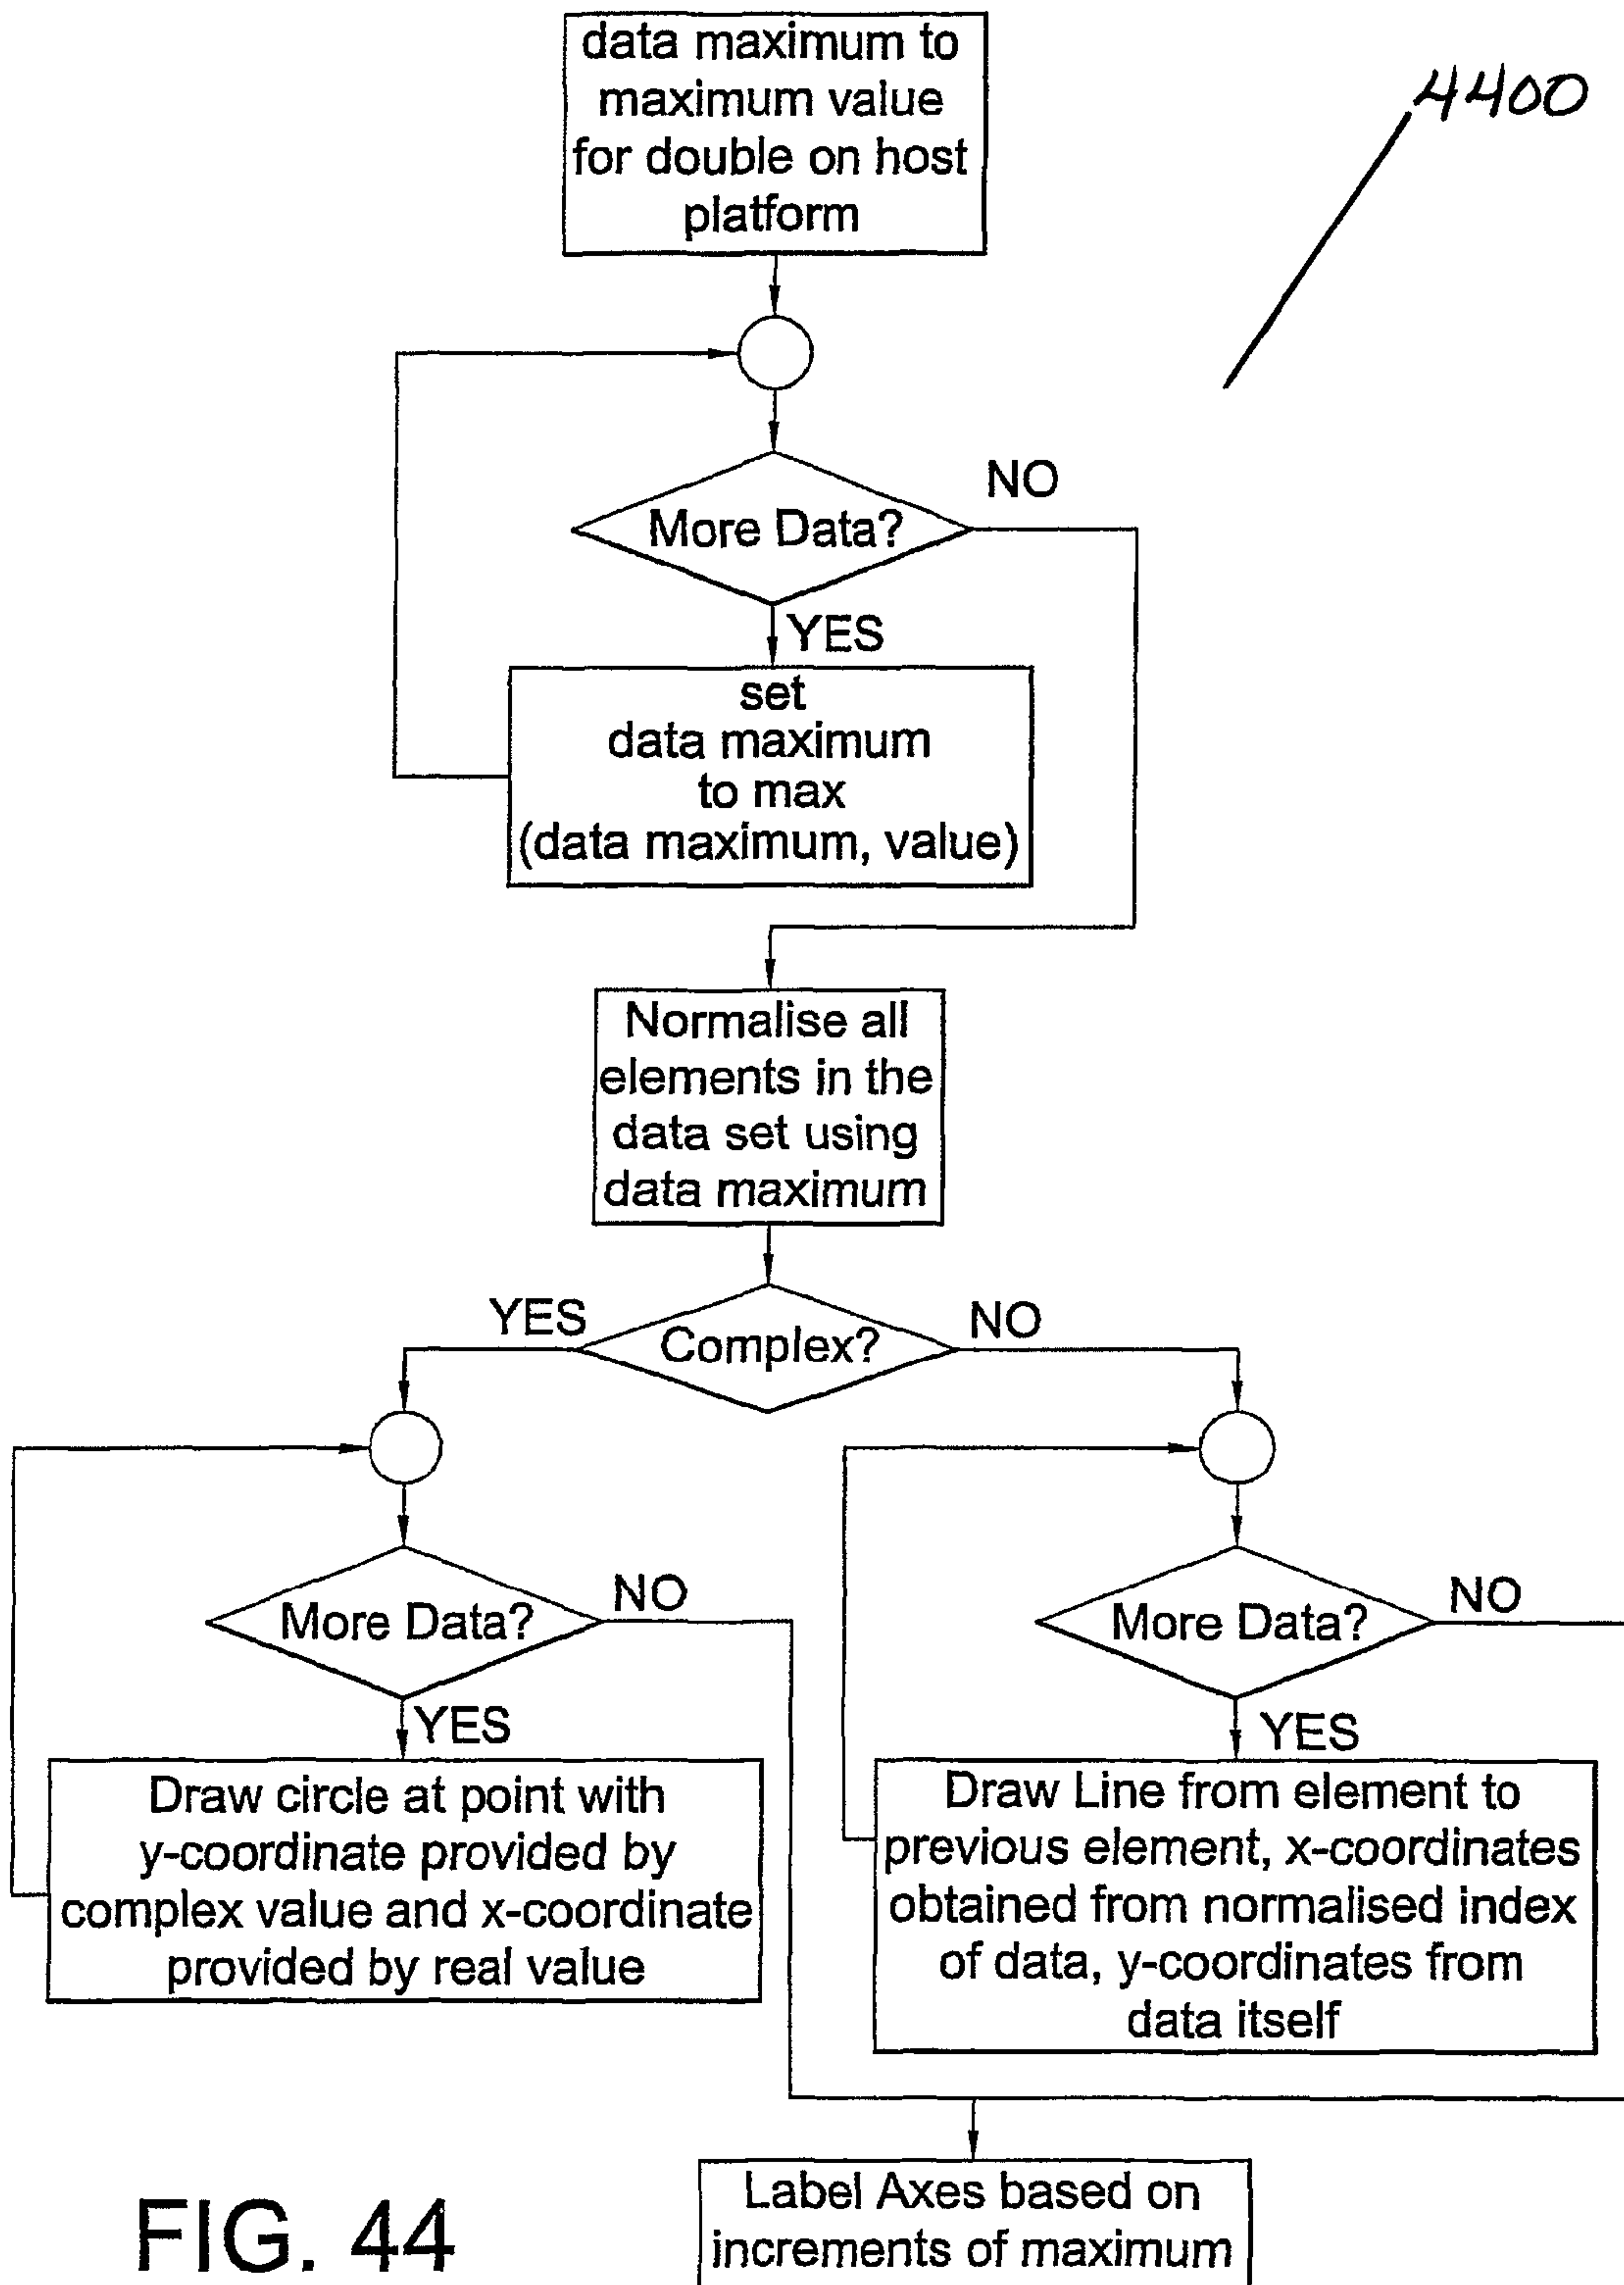 data maximum to
maximum value
for double on host
platform
4400
More Data?
NO
YES
set
data maximum
to max
(data maximum, value)
Normalise all
elements in the
data set using
data maximum
YES
Complex?
NO
More Data?
NO
YES
Draw circle at point with
y-coordinate provided by
complex value and x-coordinate
provided by real value
More Data?
NO
YES
Draw Line from element to
previous element, x-coordinates
obtained from normalised index
of data, y-coordinates from
data itself
Label Axes based on
increments of maximum
FIG. 44